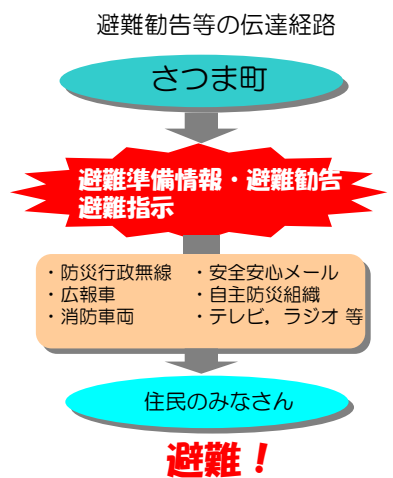 避難勧告等の伝達経路
さつま町
避難準備情報・避難勧告
避難指示
・防災行政無線 ・安全安心メール
・広報車 ・自主防災組織
・消防車両 ・テレビ，ラジオ 等
住民のみなさん
避難！